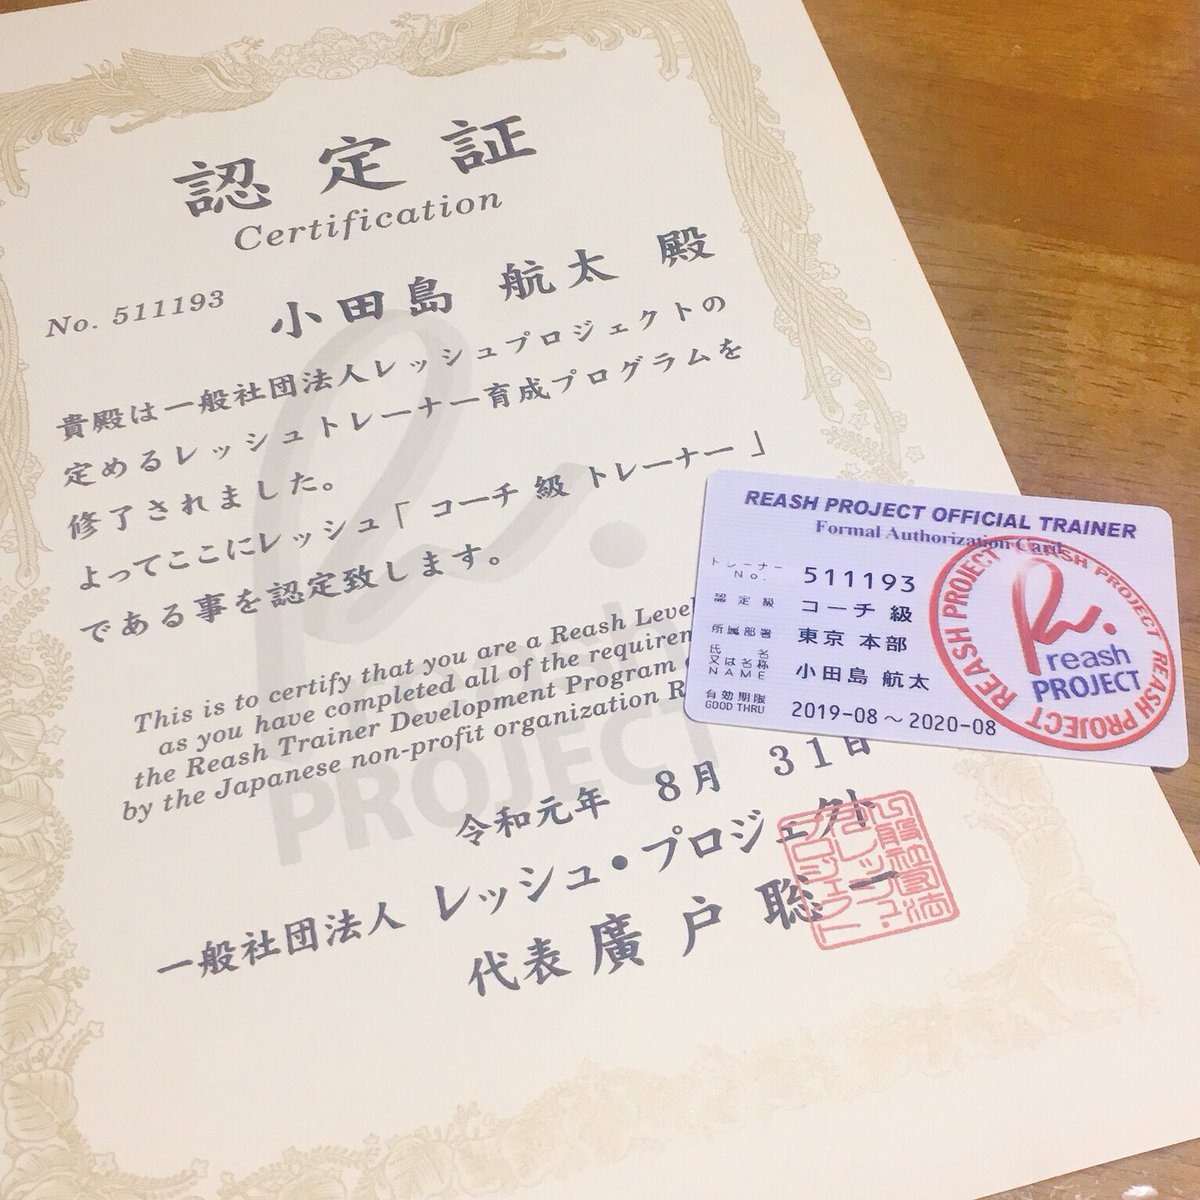 認定証
Certification
No. 511193
小田島 航太 殿
貴殿は一般社団法人レッシュプロジェクトの
定めるレッシュトレーナー育成プログラムを
修了されました。
よってここにレッシュ「 コーチ 級 トレーナー 」
である事を認定致します。
This is to certify that you are a Reash Level
as you have completed all of the
the Reash Trainer Development Program
by the Japanese non-profit organization
令和元年 8月 31日
一般社団法人 レッシュ・プロジェクト
代表 廣戸 聡一
PROJECT
REASH PROJECT OFFICIAL TRAINER
Formal Authorization Card
トレーナー
No.
511193
認定級
コーチ 級
所属部署
東京 本部
氏名
又は名称
NAME
小田島 航太
有効期限
GOOD THRU
2019-08～2020-08
REASH PROJECT REASH PROJECT REASH PROJECT
reash
PROJECT